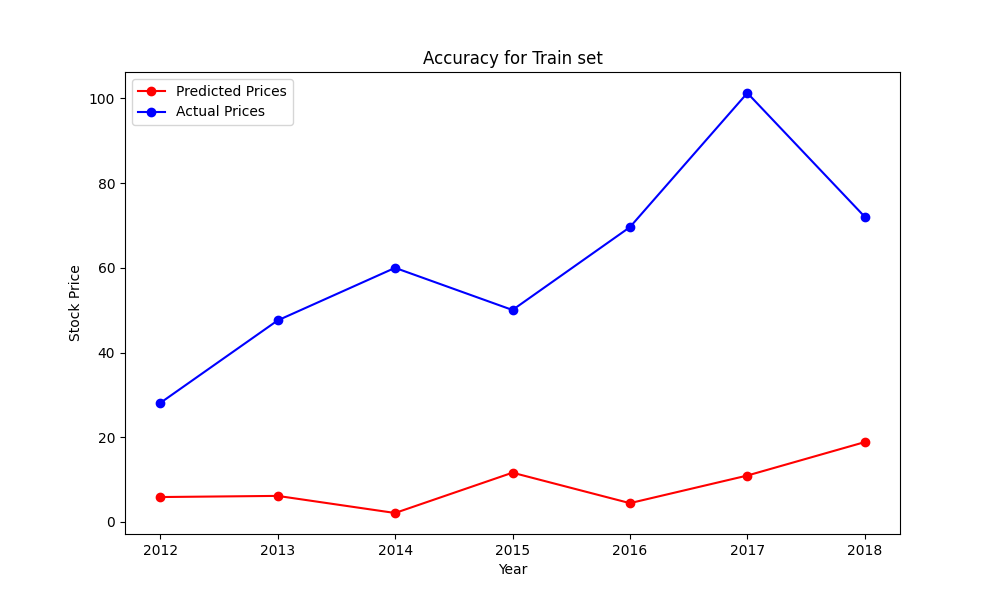 Accuracy for Train set
Predicted Prices
Actual Prices
100
80
60
40
20
0
Stock Price
2012 2013 2014 2015 2016 2017 2018
Year